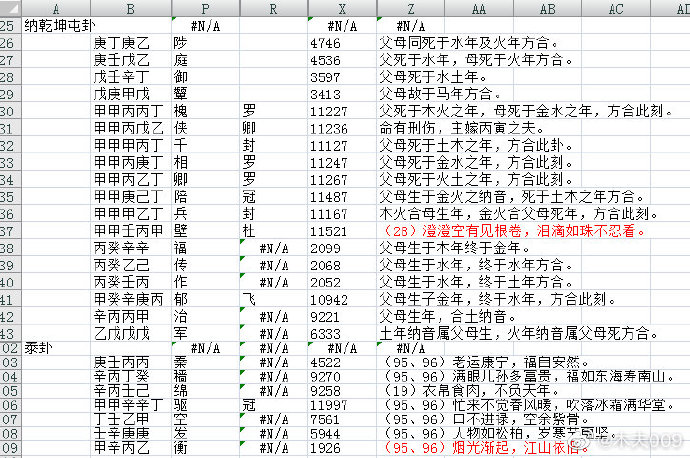 A B P R X Z AA AB AC AD
25 纳乾坤屯卦 #N/A #N/A #N/A
26 庚丁庚乙 陟 4746 父母同死于水年及火年方合。
27 庚壬戊乙 庭 4536 父死于水年，母死于火年方合。
28 戊壬辛丁 御 3597 父母死于水土年。
29 戊庚甲戊 颦 3413 父母故于马年方合。
30 甲甲丙丙丁 槐 罗 11227 父死于木火之年，母死于金水之年，方合此刻。
31 甲甲丙戊乙 侠 卿 11236 命有刑伤，主嫁丙寅之夫。
32 甲甲甲丙丁 千 封 11127 父母死于土木之年，方合此卦。
33 甲甲丙庚丁 相 罗 11247 父母死于金水之年，方合此刻。
34 甲甲丙乙丁 卿 罗 11267 父母死于火土之年，方合此刻。
35 甲甲庚己丁 陪 冠 11487 父母生于金火之纳音，死于土木之年方合。
36 甲甲甲乙丁 兵 封 11167 木火合母生年，金火合父母死年，方合此刻。
37 甲甲壬丙甲 壁 杜 11521 （28）澄澄空有见根卷，泪滴如珠不忍看。
38 丙癸辛辛 福 #N/A 2099 父母生于木年终于金年。
39 丙癸乙己 传 #N/A 2068 父母生于水年，终于水年方合。
40 丙癸壬丙 作 #N/A 2052 父母生于水年，终于土年方合。
41 甲癸辛庚丙 郁 飞 10942 父母生子金年，终于水年，方合此刻。
42 辛丙丙甲 治 #N/A 9221 父母生年，合土纳音。
43 乙戊戊戊 军 #N/A 6333 土年纳音属父母生，火年纳音属父母死方合。
02 泰卦 #N/A #N/A #N/A #N/A
03 庚壬丙丙 秦 #N/A 4522 （95、96）老运康宁，福自安然。
04 辛丙丁癸 穑 #N/A 9270 （95、96）满眼儿孙多富贵，福如东海寿南山。
05 辛丙壬己 绵 #N/A 9258 （19）衣帛食肉，不负天年。
06 甲甲辛辛丁 驱 冠 11997 （95、96）忙来不觉春风暖，吹落冰霜满华堂。
07 丁壬乙甲 空 #N/A 7561 （95、96）口不进禄，空余紫骨。
08 壬辛庚庚 发 #N/A 5944 （95、96）人物如松柏，岁寒
09 甲辛丙乙 衡 #N/A 1926 （95、96）烟光渐起，江山依旧。
@木夫009